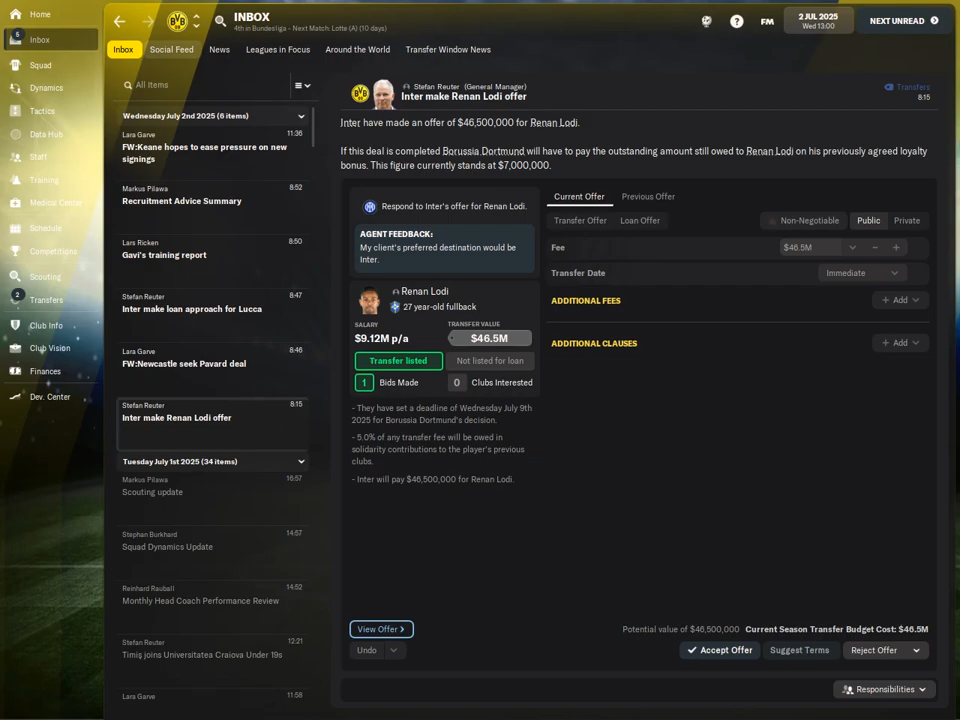 Home
5
Inbox
Squad
Dynamics
Tactics
Data Hub
Staff
Training
Medical Center
Schedule
Competitions
Scouting
2
Transfers
Club Info
Club Vision
Finances
Dev. Center
BVB 09
INBOX
4th in Bundesliga - Next Match: Lotte (A) (10 days)
?
FM
2 JUL 2025
Wed 13:00
NEXT UNREAD
Inbox
Social Feed
News
Leagues in Focus
Around the World
Transfer Window News
All Items
Wednesday July 2nd 2025 (6 items)
Lara Garve
11:36
FW:Keane hopes to ease pressure on new
signings
Markus Pilawa
8:52
Recruitment Advice Summary
Lars Ricken
8:50
Gavi's training report
Stefan Reuter
8:47
Inter make loan approach for Lucca
Lara Garve
8:46
FW:Newcastle seek Pavard deal
Stefan Reuter
8:15
Inter make Renan Lodi offer
Tuesday July 1st 2025 (34 items)
Markus Pilawa
16:57
Scouting update
Stephan Burkhard
14:57
Squad Dynamics Update
Reinhard Rauball
14:52
Monthly Head Coach Performance Review
Stefan Reuter
12:21
Timiș joins Universitatea Craiova Under 19s
Lara Garve
11:58
BVB 09
Stefan Reuter (General Manager)
Inter make Renan Lodi offer
Transfers
8:15
Inter have made an offer of $46,500,000 for Renan Lodi.
If this deal is completed Borussia Dortmund will have to pay the outstanding amount still owed to Renan Lodi on his previously agreed loyalty
bonus. This figure currently stands at $7,000,000.
Respond to Inter's offer for Renan Lodi.
AGENT FEEDBACK:
My client's preferred destination would be
Inter.
Renan Lodi
27 year-old fullback
SALARY
$9.12M p/a
TRANSFER VALUE
$46.5M
Transfer listed
Not listed for loan
1 Bids Made
0 Clubs Interested
- They have set a deadline of Wednesday July 9th
2025 for Borussia Dortmund's decision.
- 5.0% of any transfer fee will be owed in
solidarity contributions to the player's previous
clubs.
- Inter will pay $46,500,000 for Renan Lodi.
View Offer
Undo
Current Offer
Previous Offer
Transfer Offer
Loan Offer
Non-Negotiable
Public
Private
Fee
$46.5M
Transfer Date
Immediate
ADDITIONAL FEES
+ Add
ADDITIONAL CLAUSES
+ Add
Potential value of $46,500,000 Current Season Transfer Budget Cost: $46.5M
Accept Offer
Suggest Terms
Reject Offer
Responsibilities